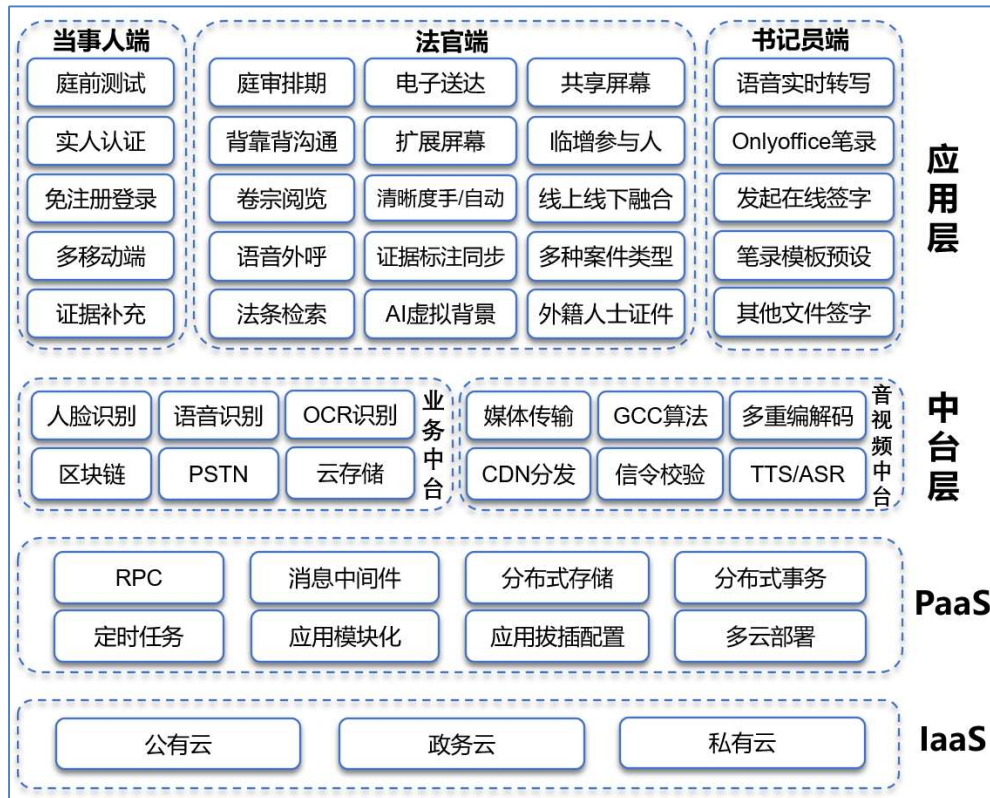 当事人端 法官端 书记员端
庭前测试 庭审排期 电子送达 共享屏幕 语音实时转写
实人认证 背靠背沟通 扩展屏幕 临增参与人 Onlyoffice笔录
免注册登录 卷宗阅览 清晰度手/自动 线上线下融合 发起在线签字
多移动端 语音外呼 证据标注同步 多种案件类型 笔录模板预设
证据补充 法条检索 AI虚拟背景 外籍人士证件 其他文件签字
应用层
人脸识别 语音识别 OCR识别
区块链 PSTN 云存储
业务中台
媒体传输 GCC算法 多重编解码
CDN分发 信令校验 TTS/ASR
音视频中台
中台层
RPC 消息中间件 分布式存储 分布式事务
定时任务 应用模块化 应用拔插配置 多云部署
PaaS
公有云 政务云 私有云
IaaS